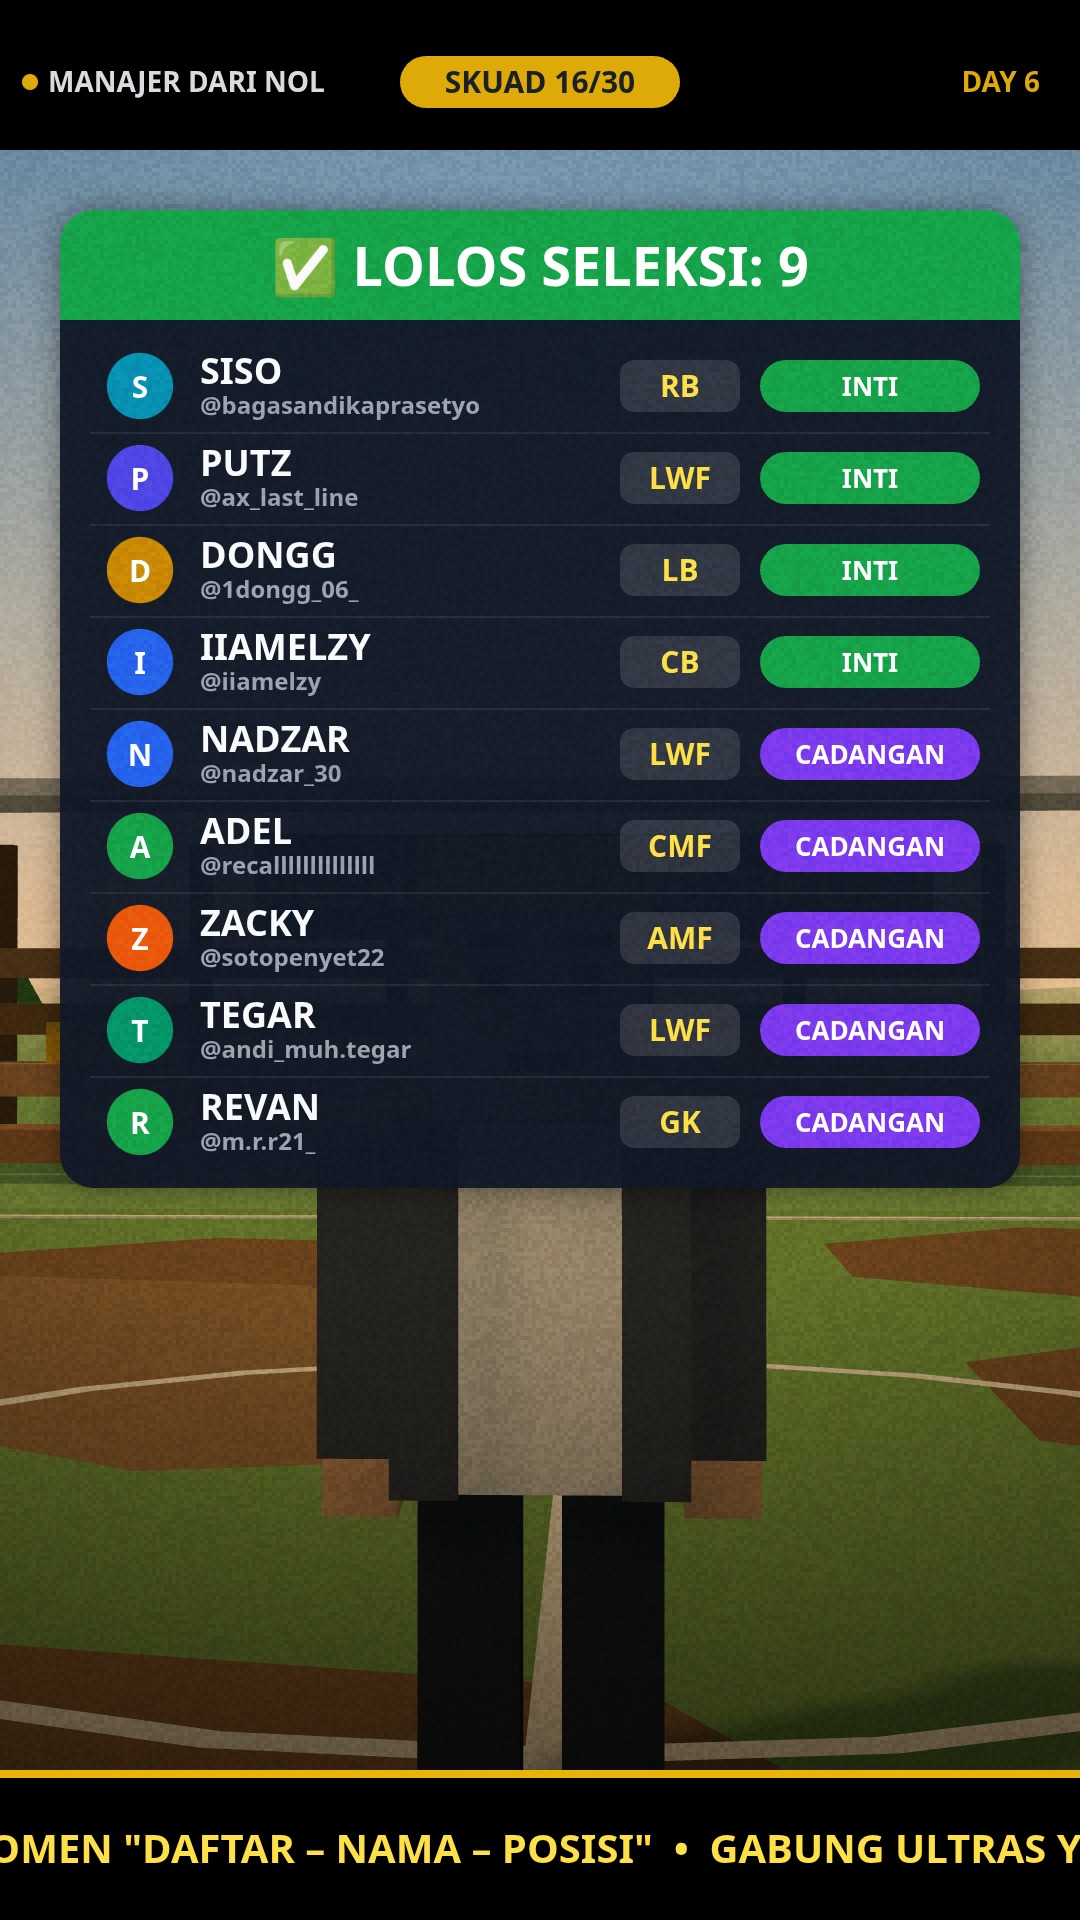 MANAJER DARI NOL
SKUAD 16/30
DAY 6
✅ LOLOS SELEKSI: 9
S
SISO
@bagasandikaprasetyo
RB
INTI
P
PUTZ
@ax_last_line
LWF
INTI
D
DONGG
@1dongg_06_
LB
INTI
I
IIAMELZY
@iiamelzy
CB
INTI
N
NADZAR
@nadzar_30
LWF
CADANGAN
A
ADEL
@recallllllllllllll
CMF
CADANGAN
Z
ZACKY
@sotopenyet22
AMF
CADANGAN
T
TEGAR
@andi_muh.tegar
LWF
CADANGAN
R
REVAN
@m.r.r21_
GK
CADANGAN
OMEN "DAFTAR – NAMA – POSISI" • GABUNG ULTRAS Y